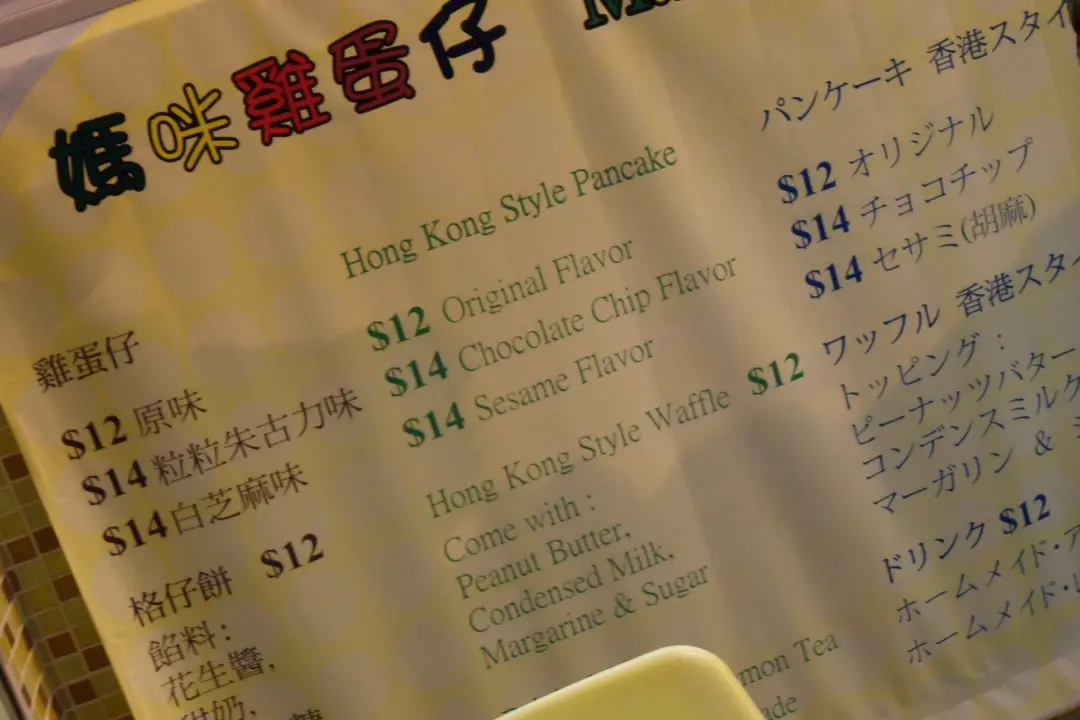 媽咪雞蛋仔
雞蛋仔
$12 原味
$14 粒粒朱古力味
$14 白芝麻味
格仔餅 $12
餡料：
花生醬，
Hong Kong Style Pancake
$12 Original Flavor
$14 Chocolate Chip Flavor
$14 Sesame Flavor
Hong Kong Style Waffle $12
Come with :
Peanut Butter,
Condensed Milk,
Margarine & Sugar
Tea
パンケーキ 香港スタイ
$12 オリジナル
$14 チョコチップ
$14 セサミ(胡麻)
ワッフル 香港スター
トッピング：
ピーナッツバター
コンデンスミルク
マーガリン &
ドリンク $12
ホームメイド・
ホームメイド・